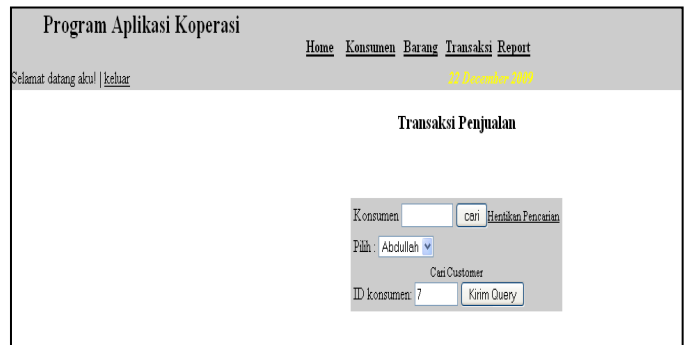 Program Aplikasi Koperasi
Home Konsumen Barang Transaksi Report
Selamat datang aku! | keluar
22 December 2009
Transaksi Penjualan
Konsumen cari Hentikan Pencarian
Pilih : Abdullah
Cari Customer
ID konsumen: 7 Kirim Query